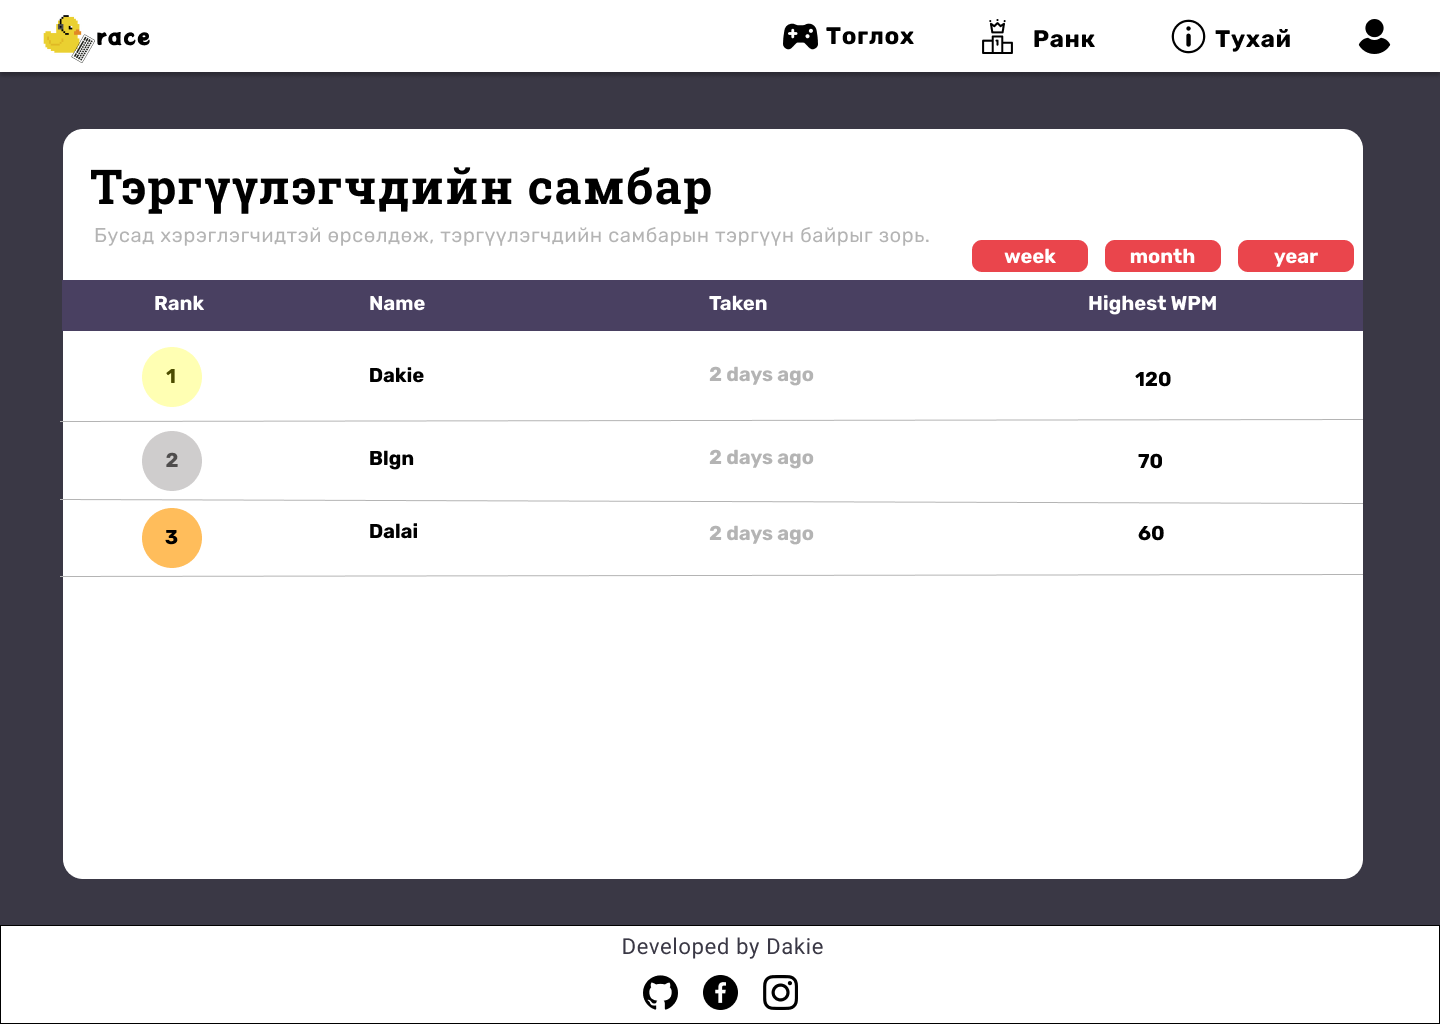 race
Тоглох
Ранк
Тухай
Тэргүүлэгчдийн самбар
Бусад хэрэглэгчидтэй өрсөлдөж, тэргүүлэгчдийн самбарын тэргүүн байрыг зорь.
week month year
Rank Name Taken Highest WPM
1 Dakie 2 days ago 120
2 Blgn 2 days ago 70
3 Dalai 2 days ago 60
Developed by Dakie